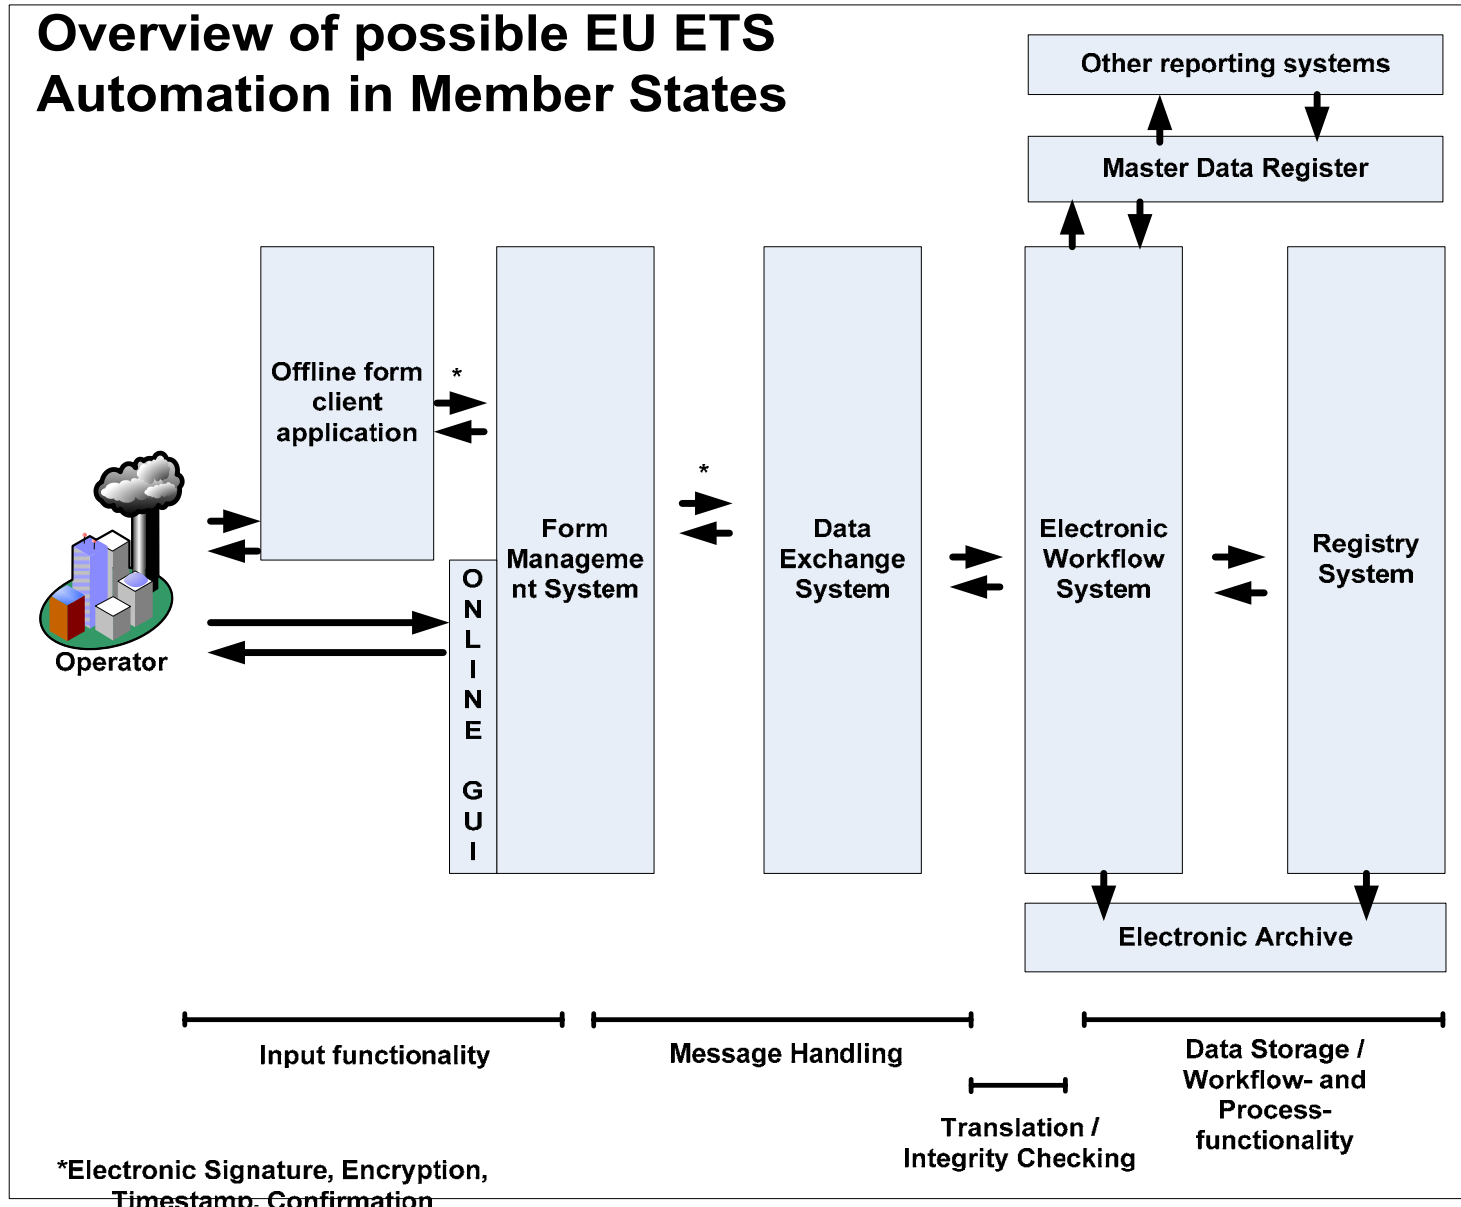 Overview of possible EU ETS
Automation in Member States
Other reporting systems
Master Data Register
Offline form
client
application
*
*
Form
Manageme
nt System
Data
Exchange
System
Electronic
Workflow
System
Registry
System
Operator
O
N
L
I
N
E
G
U
I
Electronic Archive
Input functionality
Message Handling
Data Storage /
Workflow- and
Process-
functionality
Translation /
Integrity Checking
*Electronic Signature, Encryption,
Timestamp, Confirmation